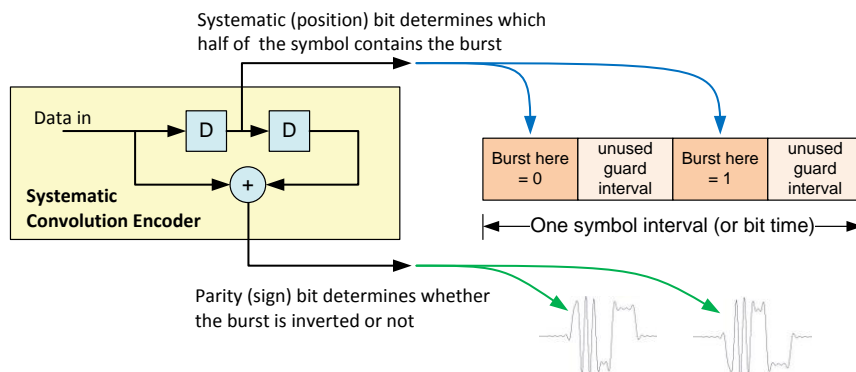 Systematic (position) bit determines which
half of the symbol contains the burst
Data in
D
D
+
Systematic
Convolution Encoder
Burst here
= 0
unused
guard
interval
Burst here
= 1
unused
guard
interval
One symbol interval (or bit time)
Parity (sign) bit determines whether
the burst is inverted or not